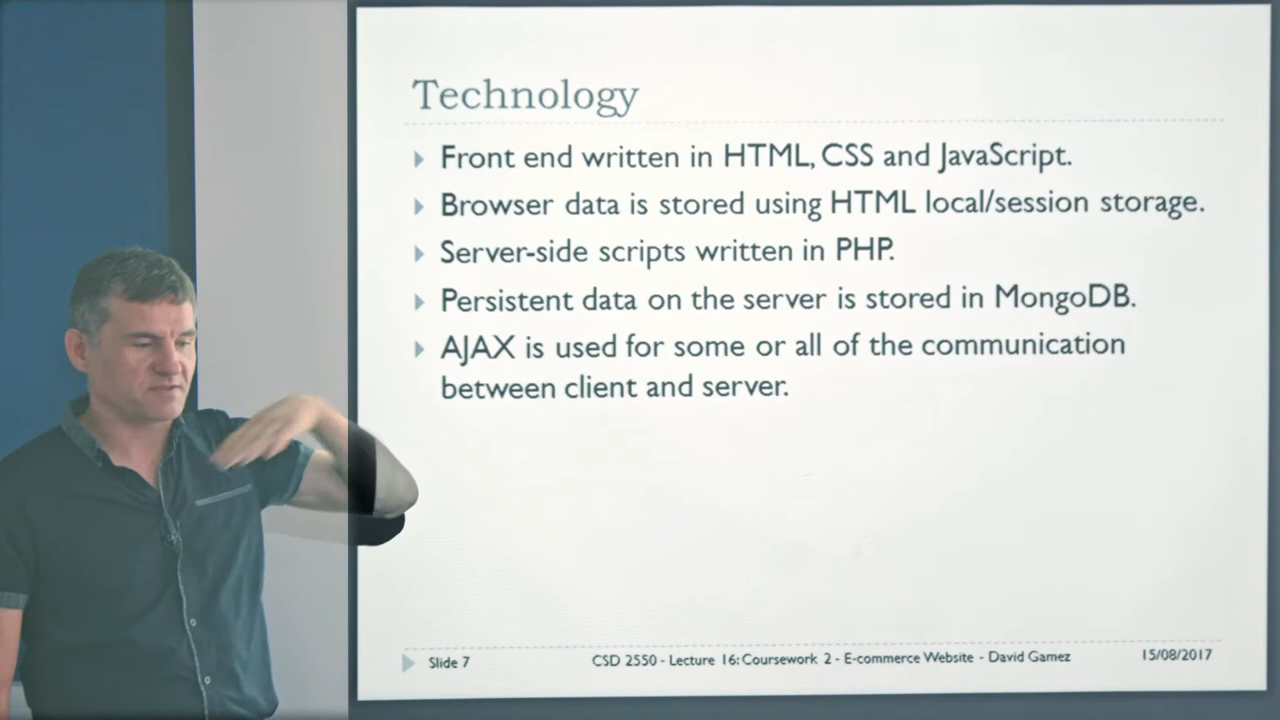 Technology
Front end written in HTML, CSS and JavaScript.
Browser data is stored using HTML local/session storage.
Server-side scripts written in PHP.
Persistent data on the server is stored in MongoDB.
AJAX is used for some or all of the communication
between client and server.
Slide 7 CSD 2550 - Lecture 16: Coursework 2 - E-commerce Website - David Gamez 15/08/2017